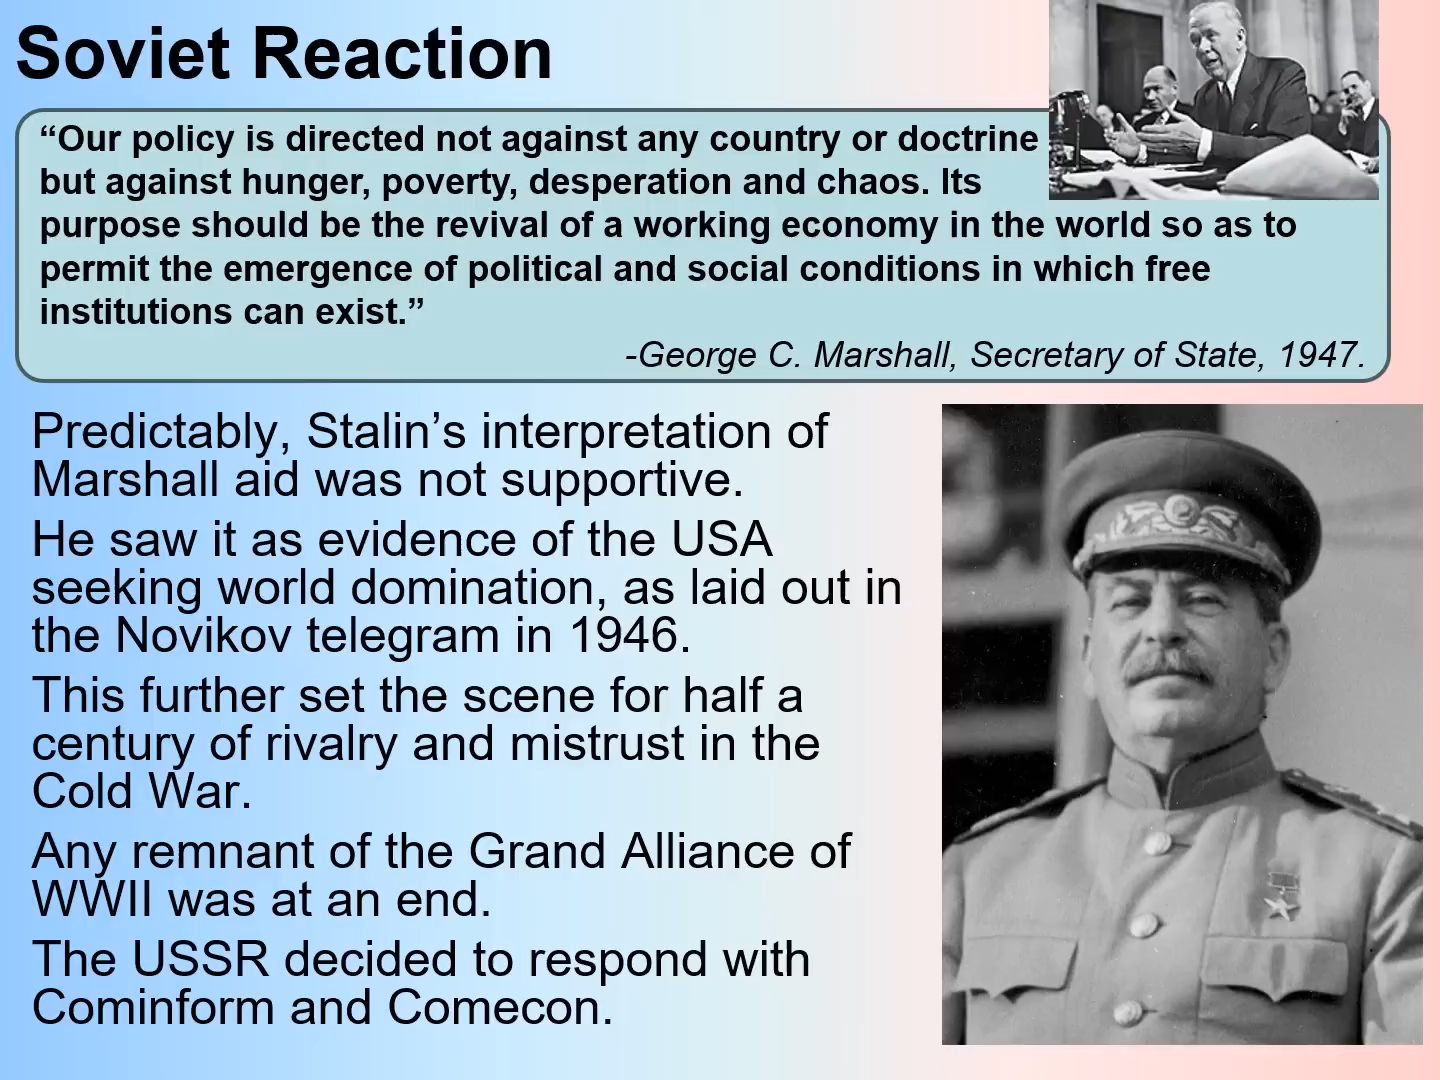 Soviet Reaction
“Our policy is directed not against any country or doctrine
but against hunger, poverty, desperation and chaos. Its
purpose should be the revival of a working economy in the world so as to
permit the emergence of political and social conditions in which free
institutions can exist.”
-George C. Marshall, Secretary of State, 1947.
Predictably, Stalin’s interpretation of
Marshall aid was not supportive.
He saw it as evidence of the USA
seeking world domination, as laid out in
the Novikov telegram in 1946.
This further set the scene for half a
century of rivalry and mistrust in the
Cold War.
Any remnant of the Grand Alliance of
WWII was at an end.
The USSR decided to respond with
Cominform and Comecon.